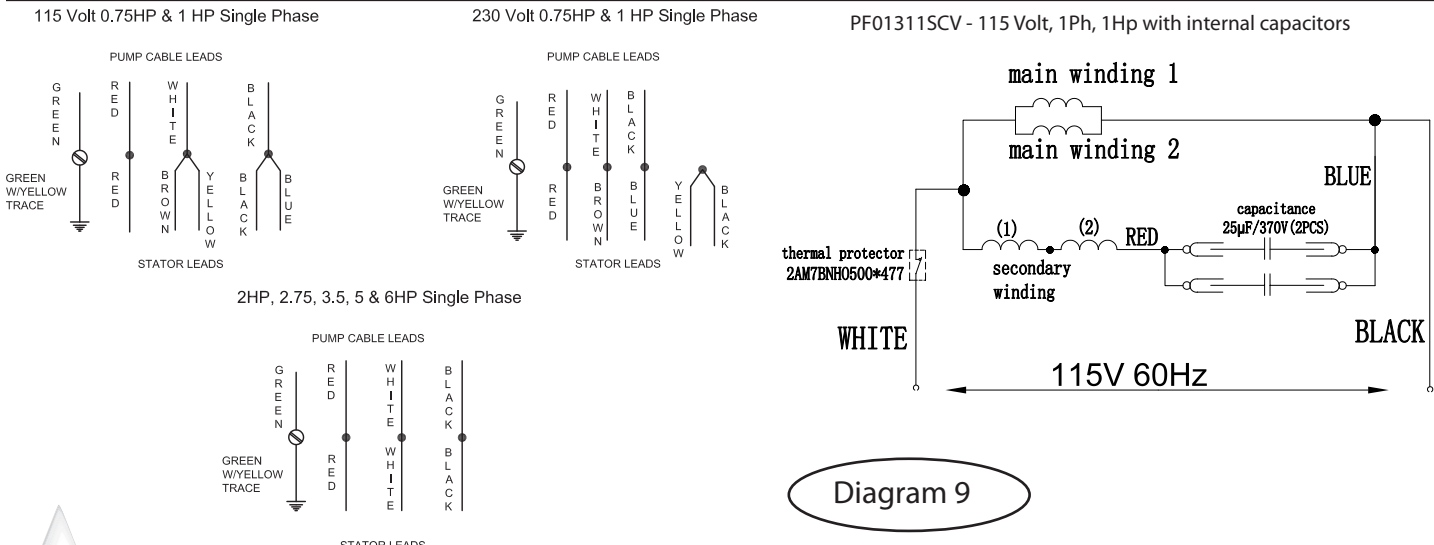 115 Volt 0.75HP & 1 HP Single Phase
PUMP CABLE LEADS
GREEN
RED
WHITE
BLACK
GREEN
W/YELLOW
TRACE
RED
BROWN
YELLOW
BLACK
BLUE
STATOR LEADS
230 Volt 0.75HP & 1 HP Single Phase
PUMP CABLE LEADS
GREEN
RED
WHITE
BLACK
GREEN
W/YELLOW
TRACE
RED
BROWN
BLUE
YELLOW
BLACK
STATOR LEADS
2HP, 2.75, 3.5, 5 & 6HP Single Phase
PUMP CABLE LEADS
GREEN
RED
WHITE
BLACK
GREEN
W/YELLOW
TRACE
RED
WHITE
BLACK
STATOR LEADS
PF01311SCV - 115 Volt, 1Ph, 1Hp with internal capacitors
main winding 1
main winding 2
BLUE
capacitance
25μF/370V(2PCS)
(1)
(2)
RED
secondary
winding
thermal protector
2AM7BNHO500*477
WHITE
BLACK
115V 60Hz
Diagram 9